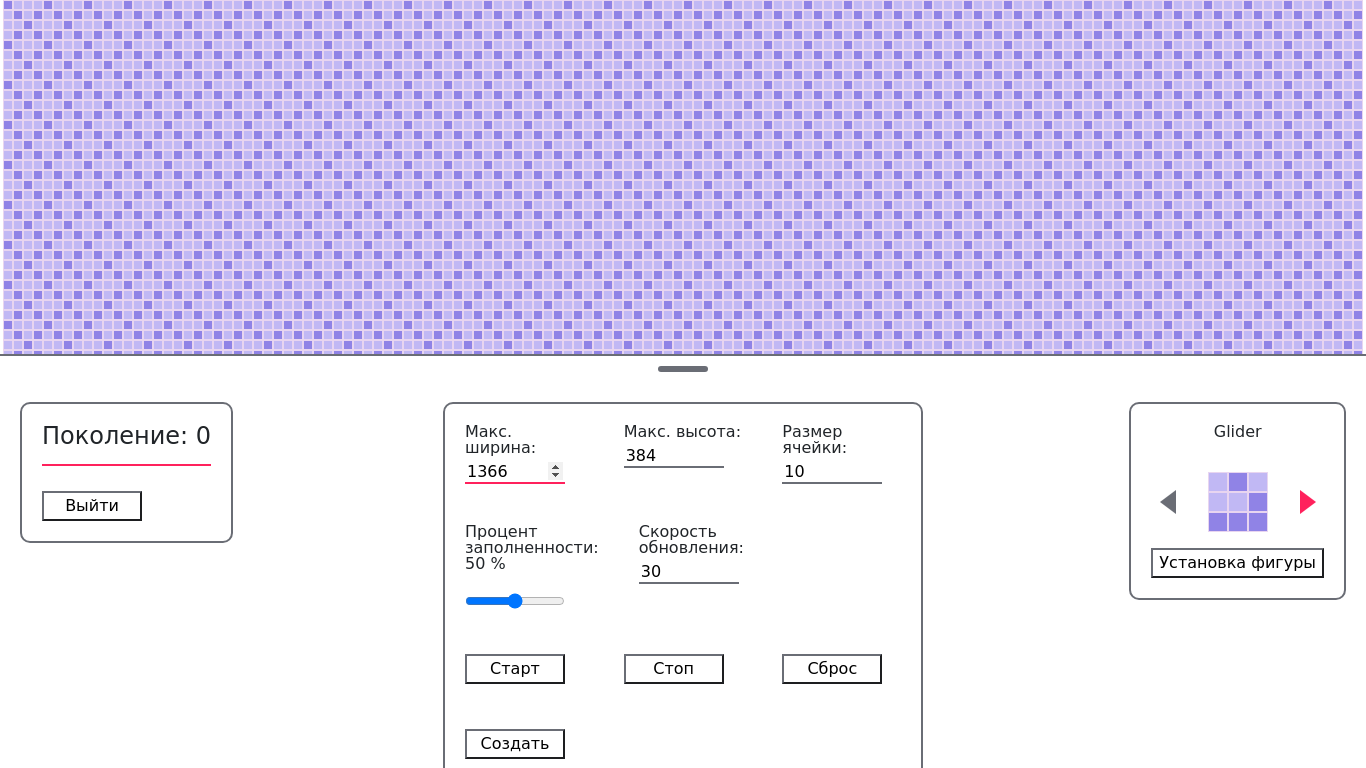 Поколение: 0
Выйти
Макс.
ширина:
1366
Макс. высота:
384
Размер
ячейки:
10
Процент
заполненности:
50 %
Скорость
обновления:
30
Старт
Стоп
Сброс
Создать
Glider
Установка фигуры